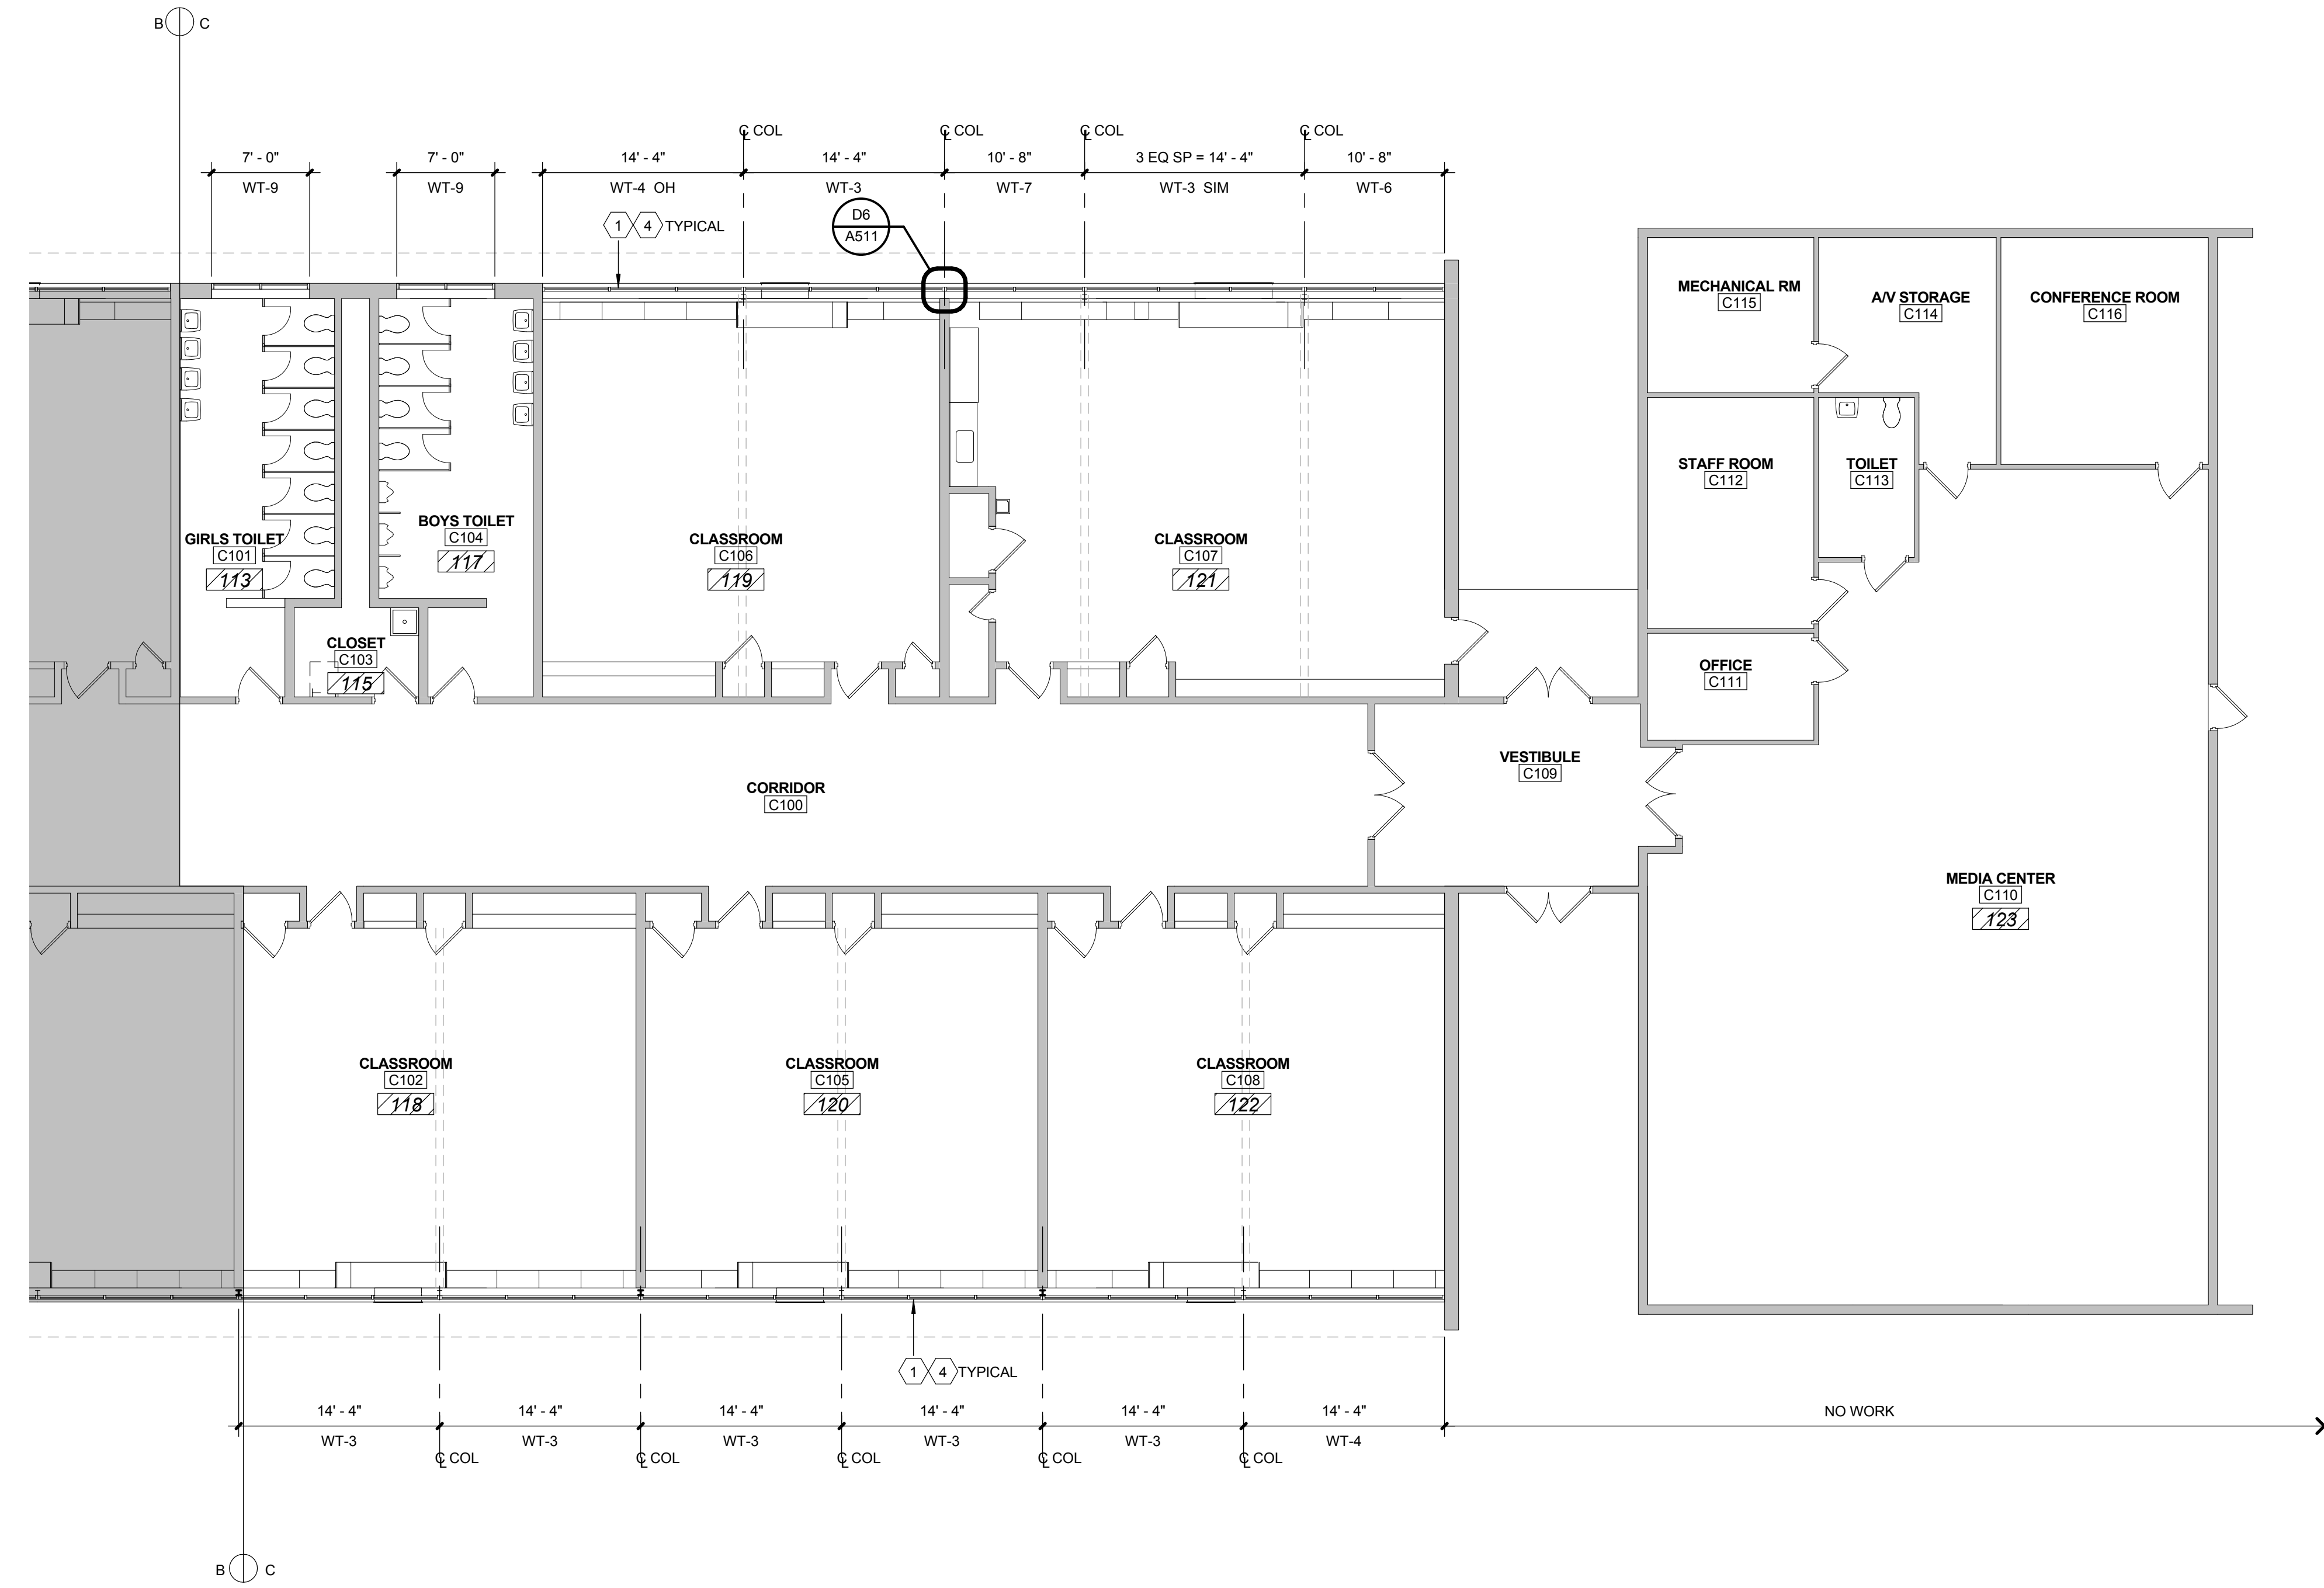 B C
℄ COL ℄ COL ℄ COL ℄ COL
7' - 0" 7' - 0" 14' - 4" 14' - 4" 10' - 8" 3 EQ SP = 14' - 4" 10' - 8"
WT-9 WT-9 WT-4 OH WT-3 WT-7 WT-3 SIM WT-6
1 4 TYPICAL
D6
A511
MECHANICAL RM
C115
A/V STORAGE
C114
CONFERENCE ROOM
C116
STAFF ROOM
C112
TOILET
C113
GIRLS TOILET
C101
113
BOYS TOILET
C104
117
CLASSROOM
C106
119
CLASSROOM
C107
121
CLOSET
C103
115
OFFICE
C111
CORRIDOR
C100
VESTIBULE
C109
MEDIA CENTER
C110
123
CLASSROOM
C102
118
CLASSROOM
C105
120
CLASSROOM
C108
122
1 4 TYPICAL
14' - 4" 14' - 4" 14' - 4" 14' - 4" 14' - 4" 14' - 4" NO WORK
WT-3 WT-3 WT-3 WT-3 WT-3 WT-4
℄ COL ℄ COL ℄ COL ℄ COL ℄ COL
B C